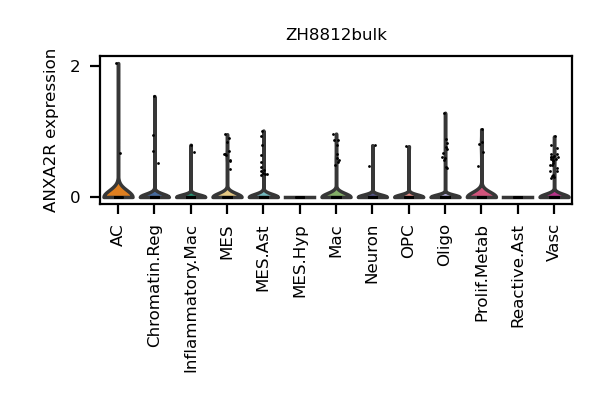 ZH8812bulk
ANXA2R expression
2
0
AC
Chromatin.Reg
Inflammatory.Mac
MES
MES.Ast
MES.Hyp
Mac
Neuron
OPC
Oligo
Prolif.Metab
Reactive.Ast
Vasc